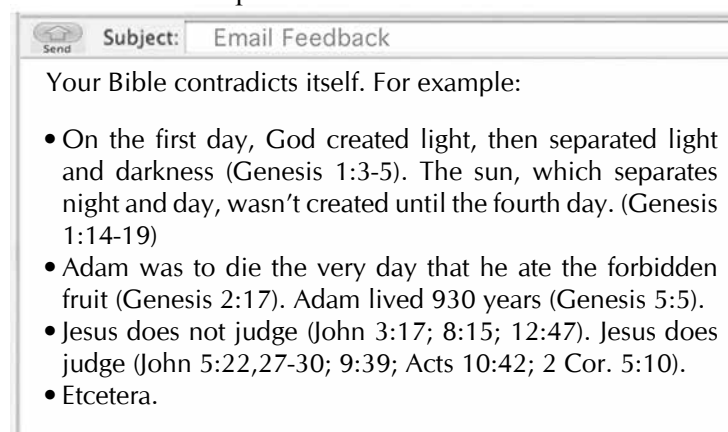 Send Subject: Email Feedback
Your Bible contradicts itself. For example:
• On the first day, God created light, then separated light
and darkness (Genesis 1:3-5). The sun, which separates
night and day, wasn't created until the fourth day. (Genesis
1:14-19)
• Adam was to die the very day that he ate the forbidden
fruit (Genesis 2:17). Adam lived 930 years (Genesis 5:5).
• Jesus does not judge (John 3:17; 8:15; 12:47). Jesus does
judge (John 5:22,27-30; 9:39; Acts 10:42; 2 Cor. 5:10).
• Etcetera.